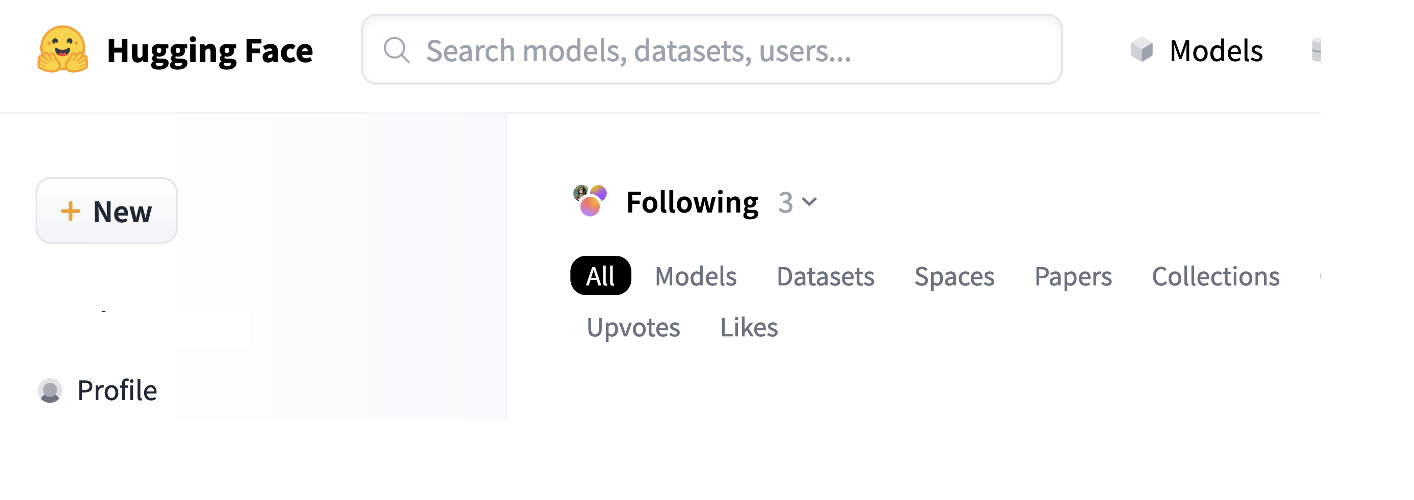 Hugging Face
Search models, datasets, users...
Models
+ New
Following 3
All Models Datasets Spaces Papers Collections
Upvotes Likes
Profile